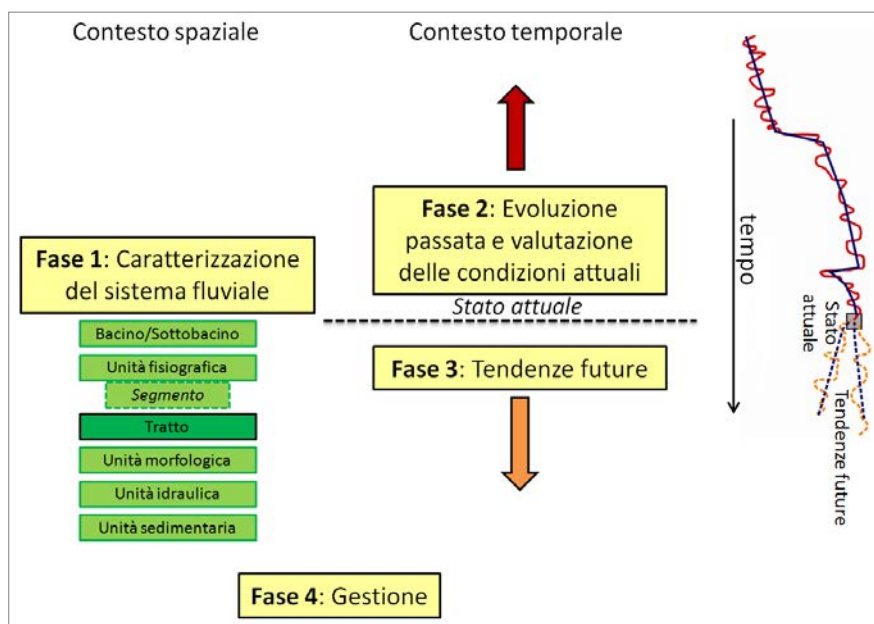 Contesto spaziale
Contesto temporale
Fase 1: Caratterizzazione
del sistema fluviale
Bacino/Sottobacino
Unità fisiografica
Segmento
Tratto
Unità morfologica
Unità idraulica
Unità sedimentaria
Fase 2: Evoluzione
passata e valutazione
delle condizioni attuali
Stato attuale
Fase 3: Tendenze future
Fase 4: Gestione
tempo
Stato
attuale
Tendenze future